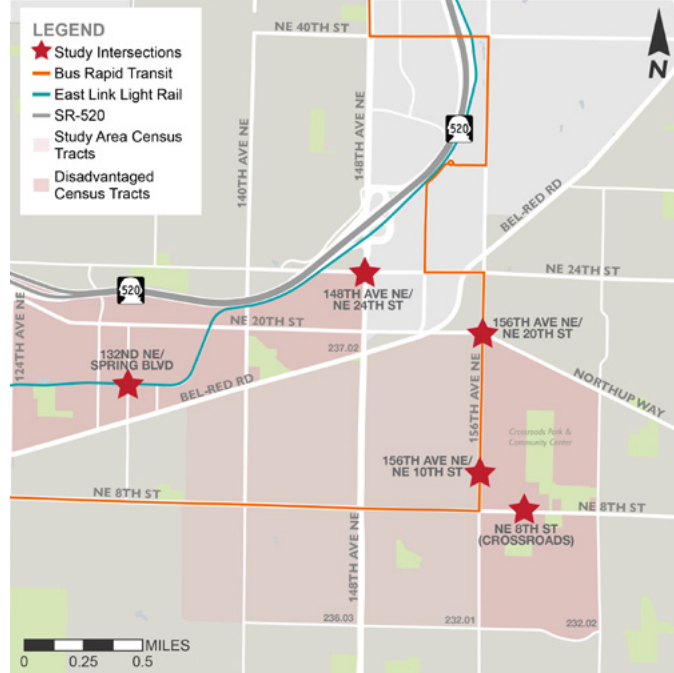 LEGEND
Study Intersections
Bus Rapid Transit
East Link Light Rail
SR-520
Study Area Census
Tracts
Disadvantaged
Census Tracts
NE 40TH ST
N
140TH AVE NE
148TH AVE NE
520
BEL-RED RD
520
148TH AVE NE/
NE 24TH ST
NE 24TH ST
124TH AVE NE
NE 20TH ST
156TH AVE NE/
NE 20TH ST
132ND NE/
SPRING BLVD
237.02
BEL-RED RD
156TH AVE NE
NORTHUP WAY
Crossroads Park &
Community Center
156TH AVE NE/
NE 10TH ST
NE 8TH ST
NE 8TH ST
NE 8TH ST
(CROSSROADS)
148TH AVE NE
236.03
232.01
232.02
MILES
0
0.25
0.5